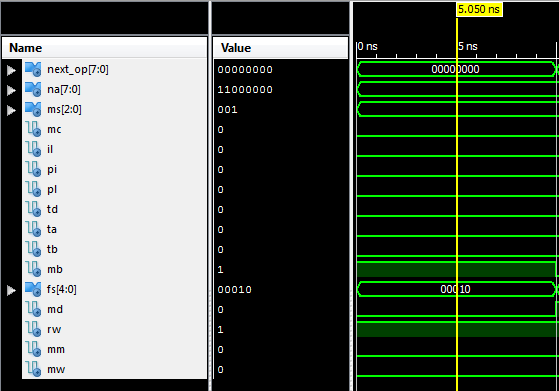 5.050 ns
Name Value 0 ns 5 ns
next_op[7:0] 00000000 00000000
na[7:0] 11000000
ms[2:0] 001
mc 0
il 0
pi 0
pl 0
td 0
ta 0
tb 0
mb 1
fs[4:0] 00010 00010
md 0
rw 1
mm 0
mw 0